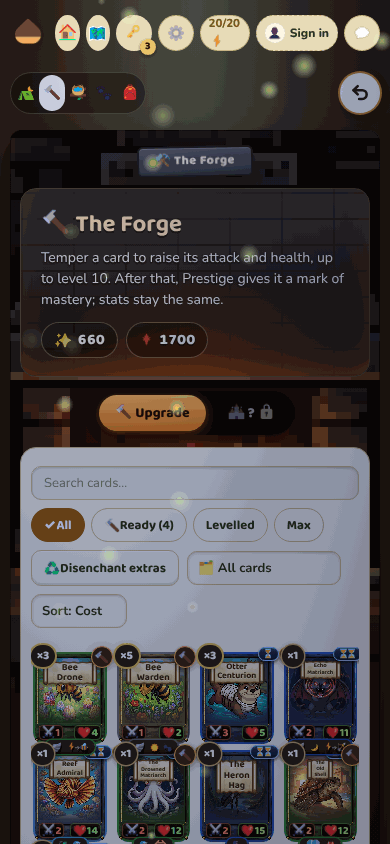 20/20
3
Sign in
The Forge
The Forge
Temper a card to raise its attack and health, up
to level 10. After that, Prestige gives it a mark of
mastery; stats stay the same.
660
1700
Upgrade
?
Search cards...
All
Ready (4)
Levelled
Max
Disenchant extras
All cards
Sort: Cost
×3
×5
×3
×1
Bee Drone
Bee Warden
Otter Centurion
Echo Matriarch
1
4
1
2
3
5
2
11
×1
×1
×1
×1
Reef Admiral
The Drowned Matriarch
The Heron Hag
The Old Shell
2
14
2
12
2
15
2
12